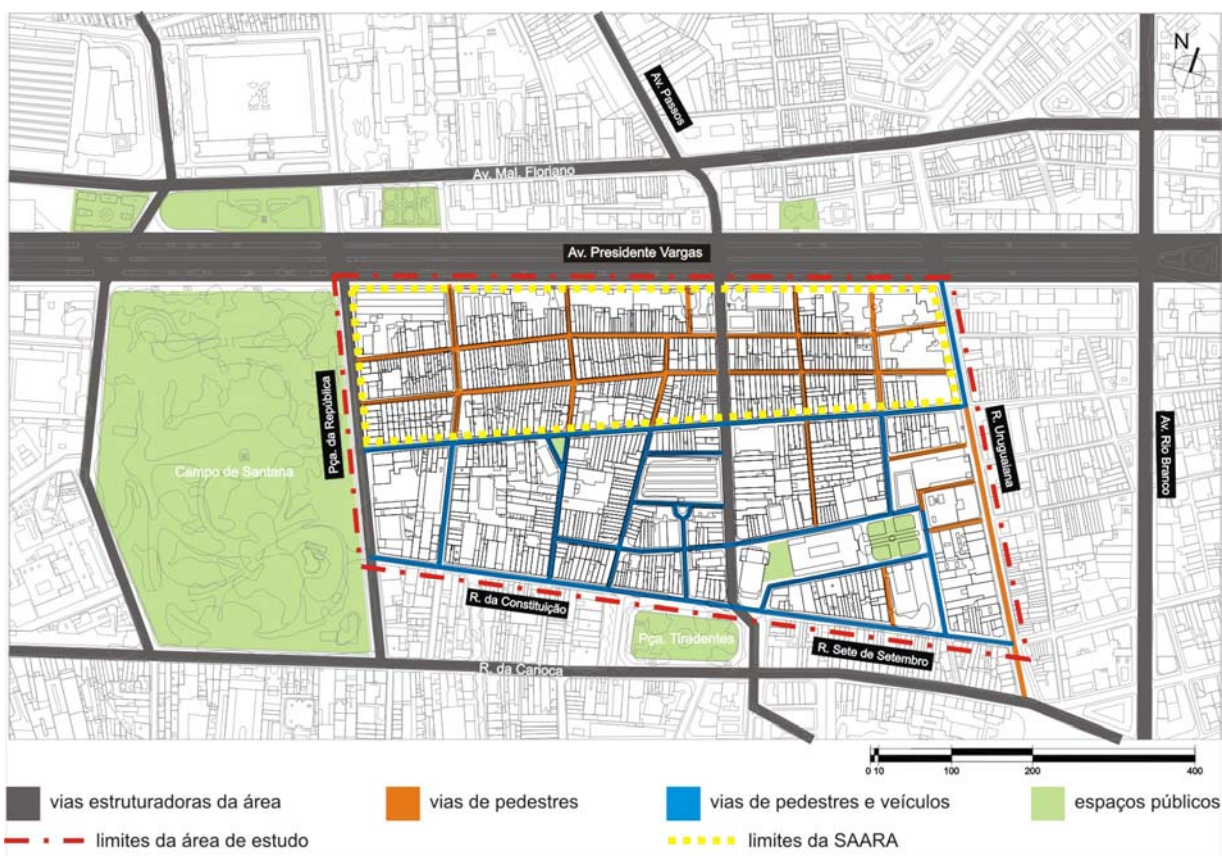 N
Av. Passos
Av. Mal. Floriano
Av. Presidente Vargas
Pça. da República
Campo de Santana
R. Uruguaiana
Av. Rio Branco
R. da Constituição
Pça. Tiradentes
R. Sete de Setembro
R. da Carioca
0 10 100 200 400
vias estruturadoras da área
vias de pedestres
vias de pedestres e veículos
espaços públicos
limites da área de estudo
limites da SAARA